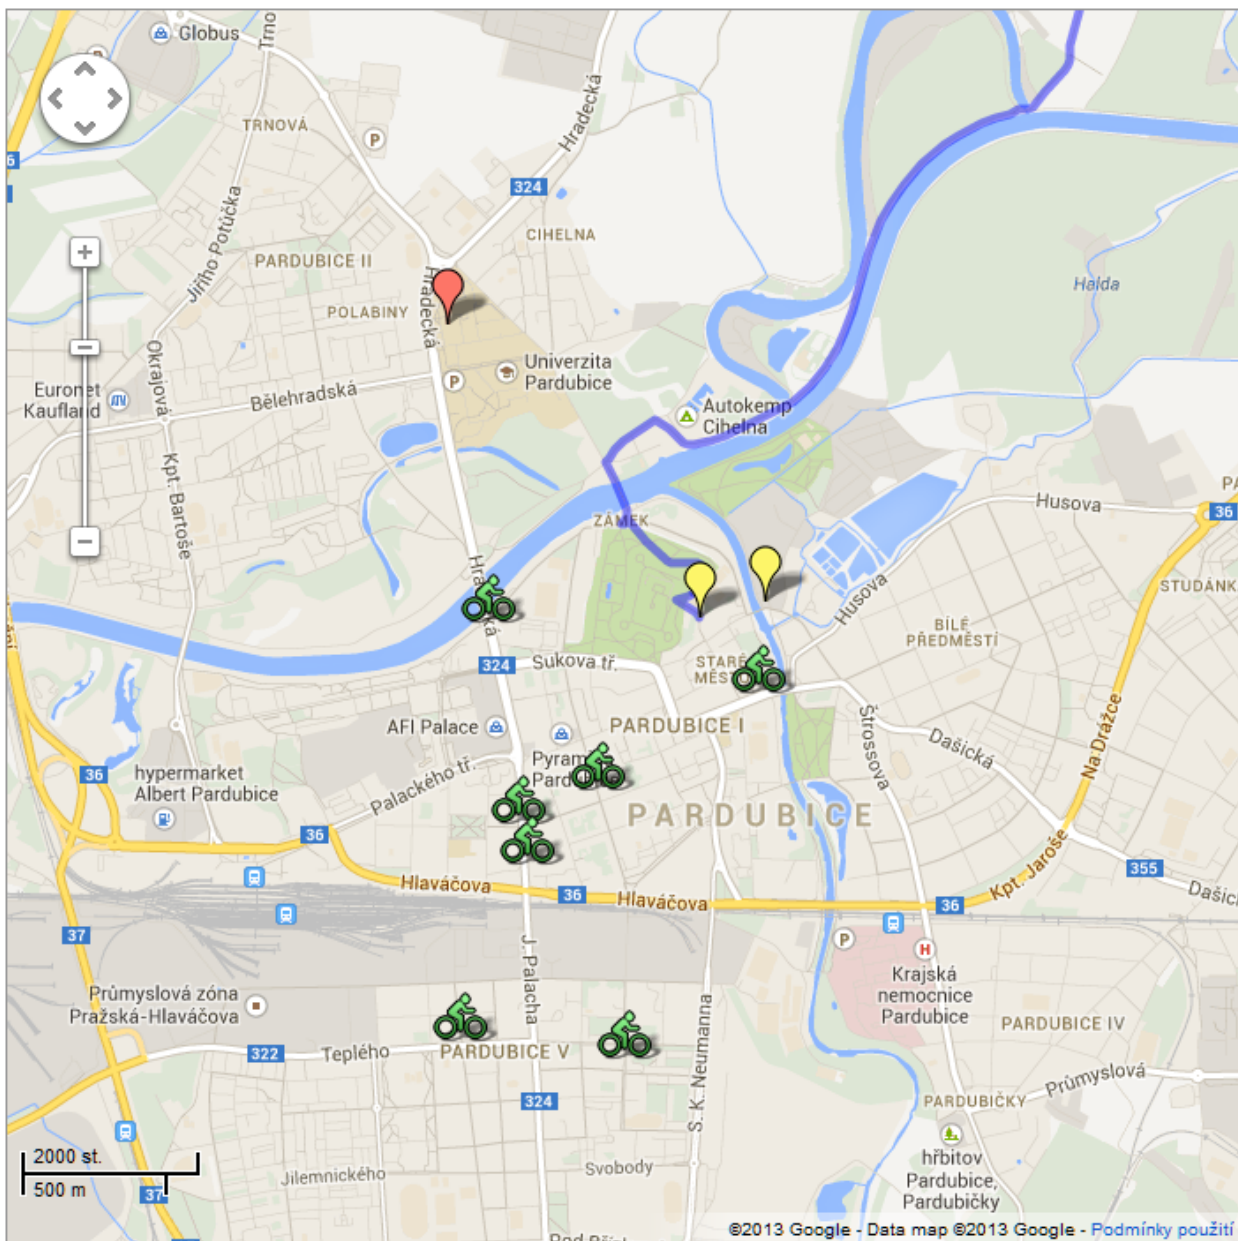 Globus
Trno
Hradecká
TRNOVÁ
P
324
Jiřího Potůčka
CIHELNA
PARDUBICE II
Hradecká
Halda
POLABINY
Okrajová
Univerzita
Pardubice
P
Euronet
Kaufland
Bělehradská
Autokemp
Cihelna
Kpt. Bartoše
Husova
36
ZÁMEK
STUDÁNK
Husova
BÍLÉ
PŘEDMĚSTÍ
324
Sukova tř.
STARÉ
AFI Palace
PARDUBICE I
Štrossova
Dašická
Na Drážce
36
hypermarket
Albert Pardubice
Palackého tř.
PARDUBICE
36
Kpt. Jaroše
355
Hlaváčova
36
Hlaváčova
36
Dašick
37
P
H
J. Palacha
Krajská
nemocnice
Pardubice
Průmyslová zóna
Pražská-Hlaváčova
S. K. Neumanna
PARDUBICE IV
322
Teplého
PARDUBICE V
Průmyslová
324
PARDUBIČKY
2000 st.
500 m
Jilemnického
Svobody
hřbitov
Pardubice,
Pardubičky
37
©2013 Google - Data map ©2013 Google - Podmínky použití